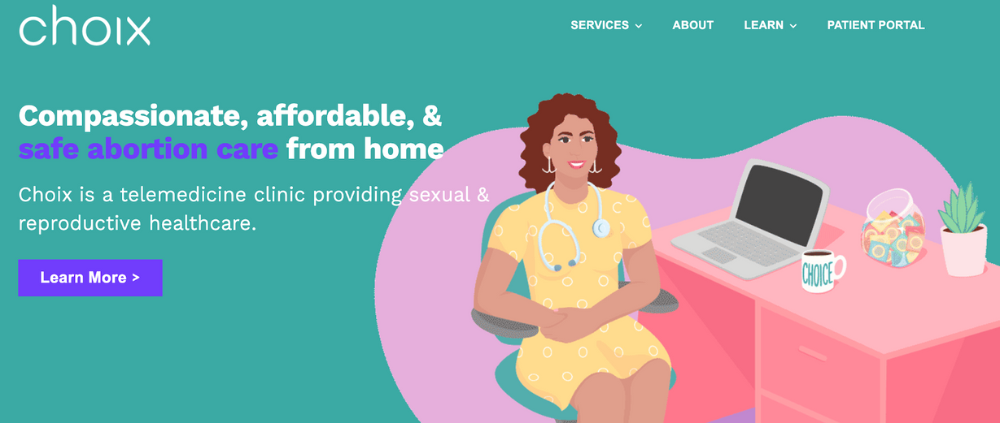 choix
SERVICES
ABOUT
LEARN
PATIENT PORTAL
Compassionate, affordable, &
safe abortion care from home
Choix is a telemedicine clinic providing sexual &
reproductive healthcare.
Learn More >
CHOICE